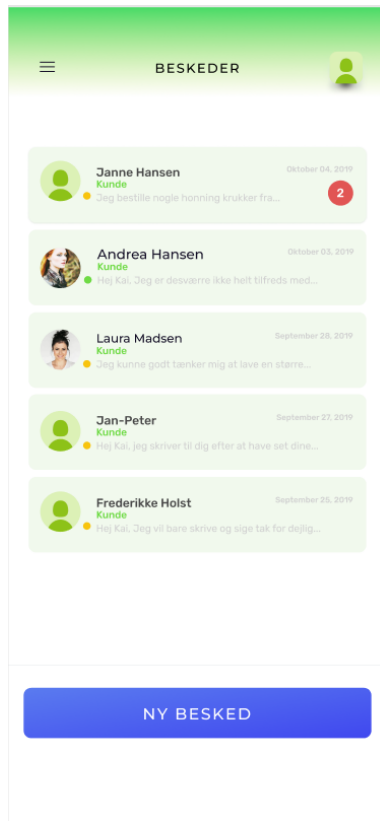 BESKEDER
Janne Hansen
Oktober 04, 2019
Kunde
2
Jeg bestille nogle honning krukker fra...
Andrea Hansen
Oktober 03, 2019
Kunde
Hej Kai, Jeg er desværre ikke helt tilfreds med...
Laura Madsen
September 28, 2019
Kunde
Jeg kunne godt tænker mig at lave en større...
Jan-Peter
September 27, 2019
Kunde
Hej Kai, jeg skriver til dig efter at have set dine...
Frederikke Holst
September 25, 2019
Kunde
Hej Kai, Jeg vil bare skrive og sige tak for dejlig...
NY BESKED